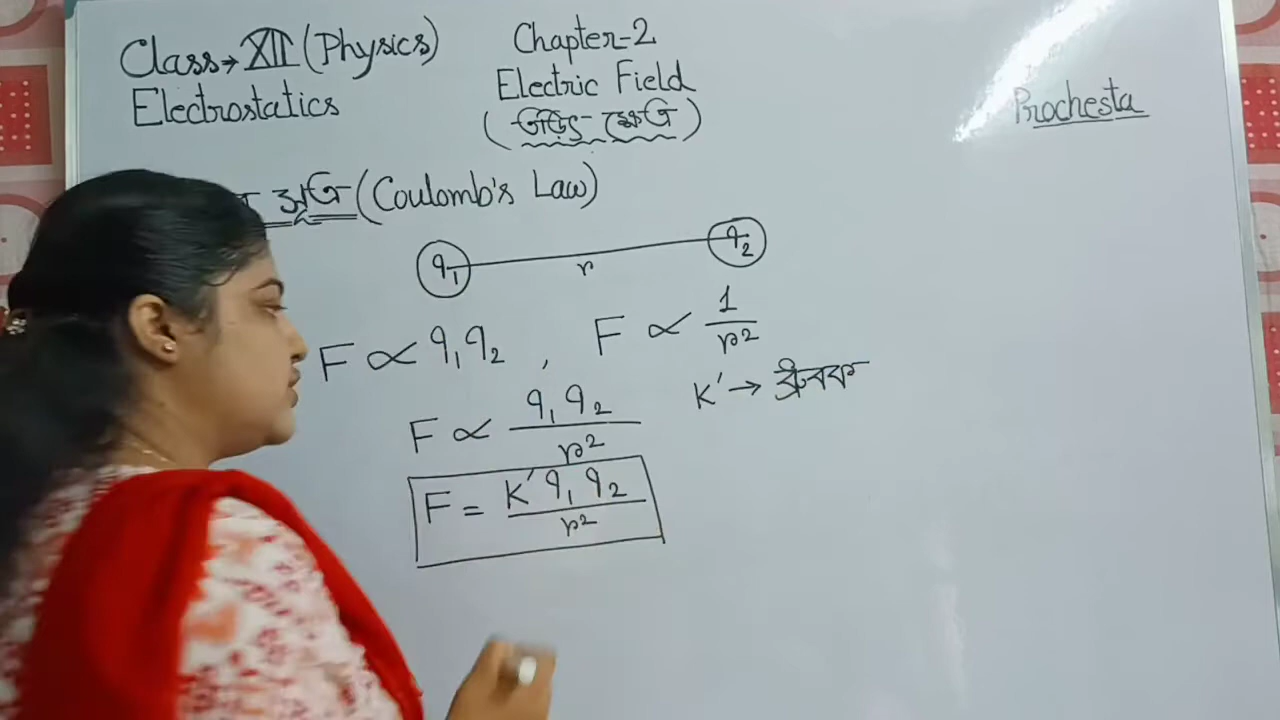 Class→XII (Physics)
Chapter-2
Electrostatics
Electric Field
(তড়িৎ-ক্ষেত্র)
Prochesta
সূত্র (Coulomb's Law)
q₁ r q₂
F ∝ q₁q₂ , F ∝ 1/r²
F ∝ q₁q₂/r²
K' → ধ্রুবক
F = K'q₁q₂/r²